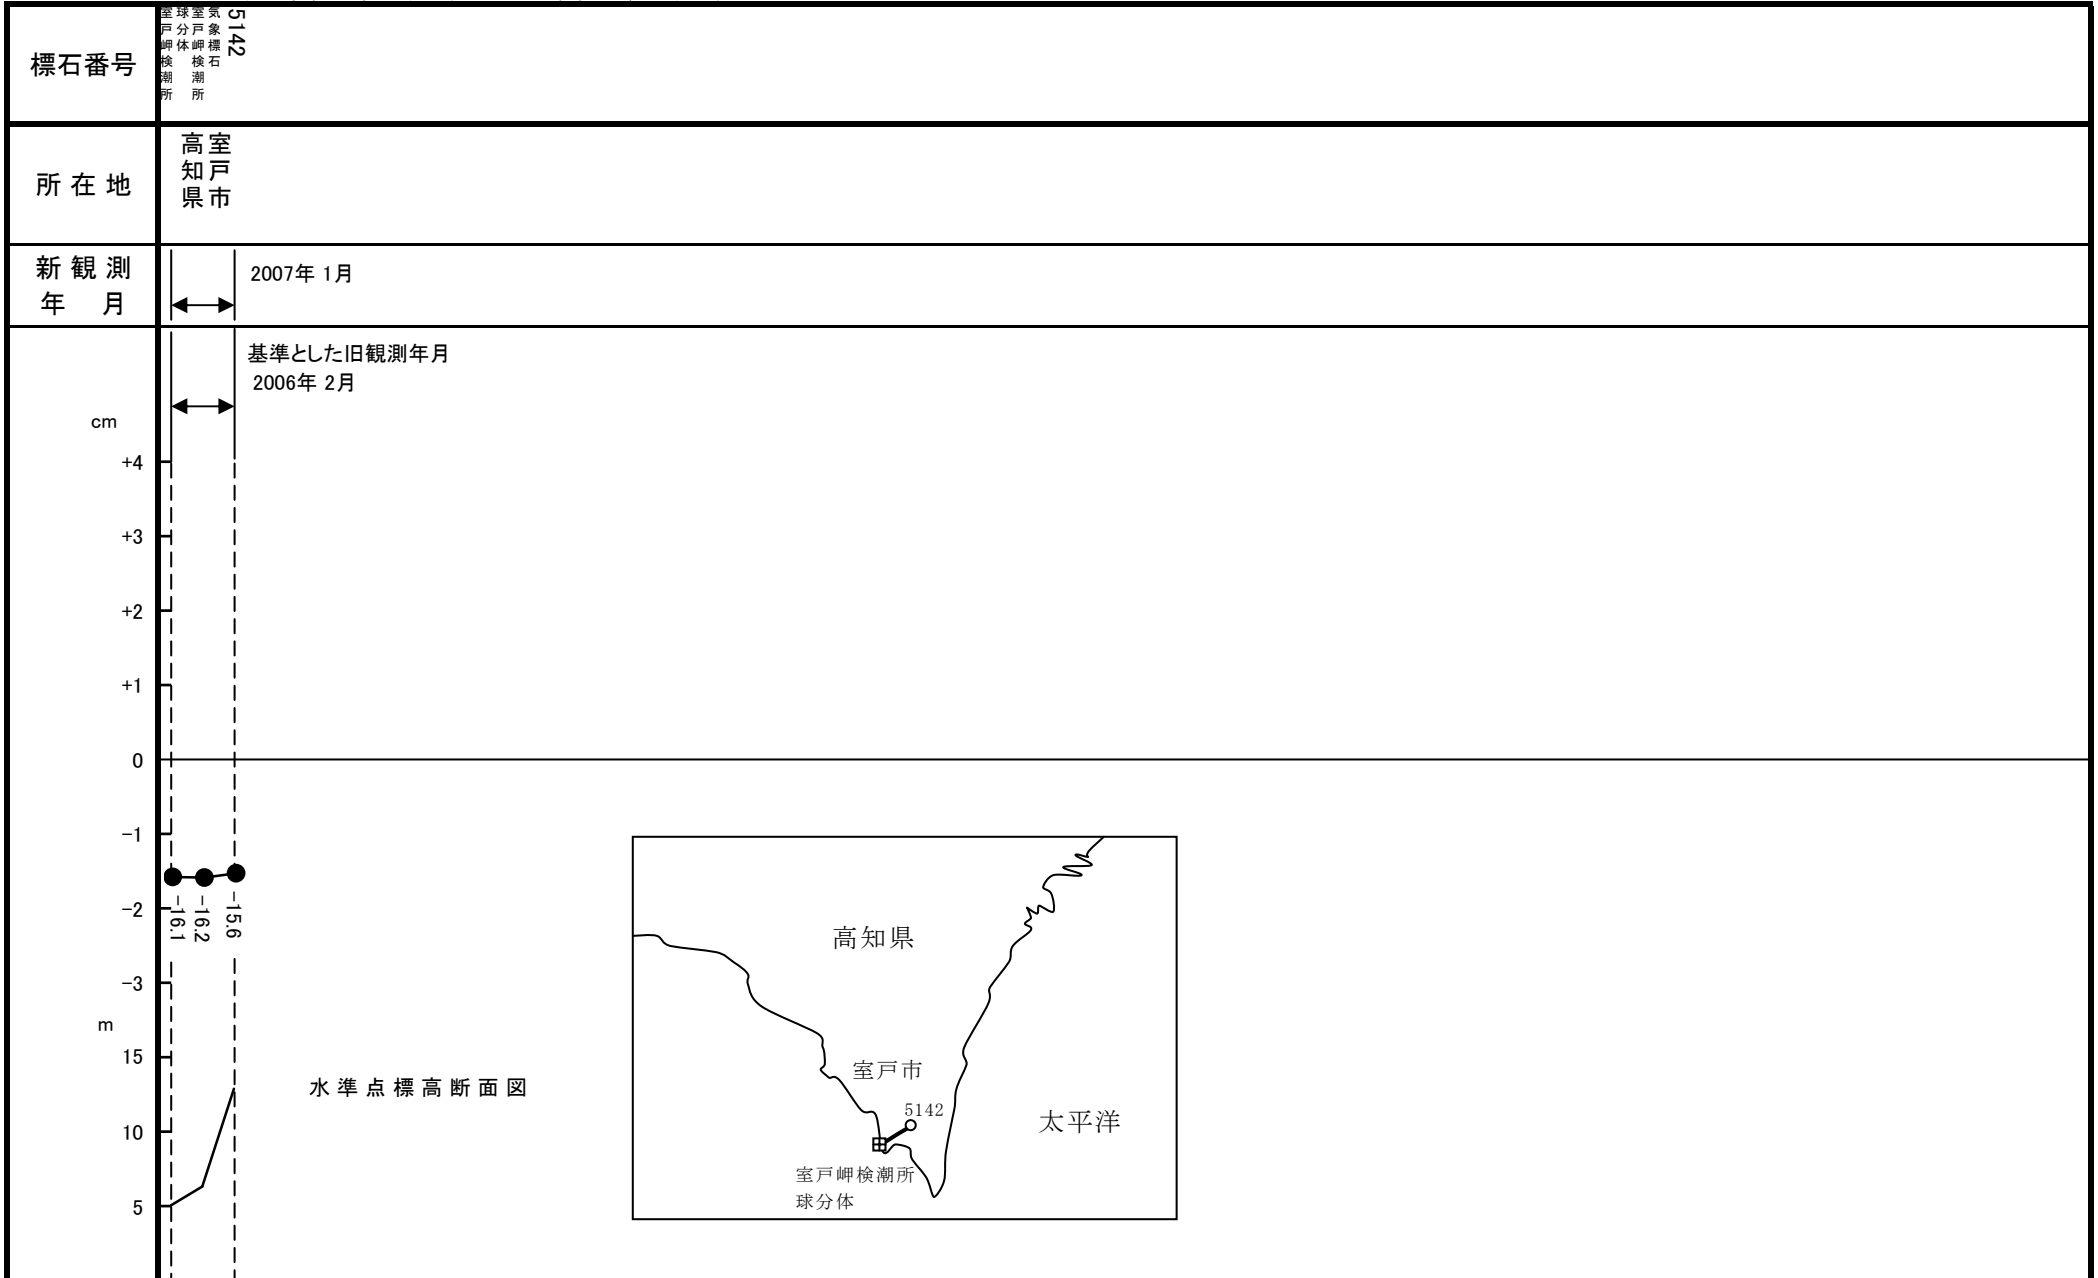 標石番号
室戸岬検潮所
球分体
室戸岬検潮所
気象標石
5142
所在地
高知県
室戸市
新観測
年 月
2007年 1月
基準とした旧観測年月
2006年 2月
cm
+4
+3
+2
+1
0
-1
-2
-3
-16.1
-16.2
-15.6
m
15
10
5
水準点標高断面図
高知県
室戸市
5142
太平洋
室戸岬検潮所
球分体